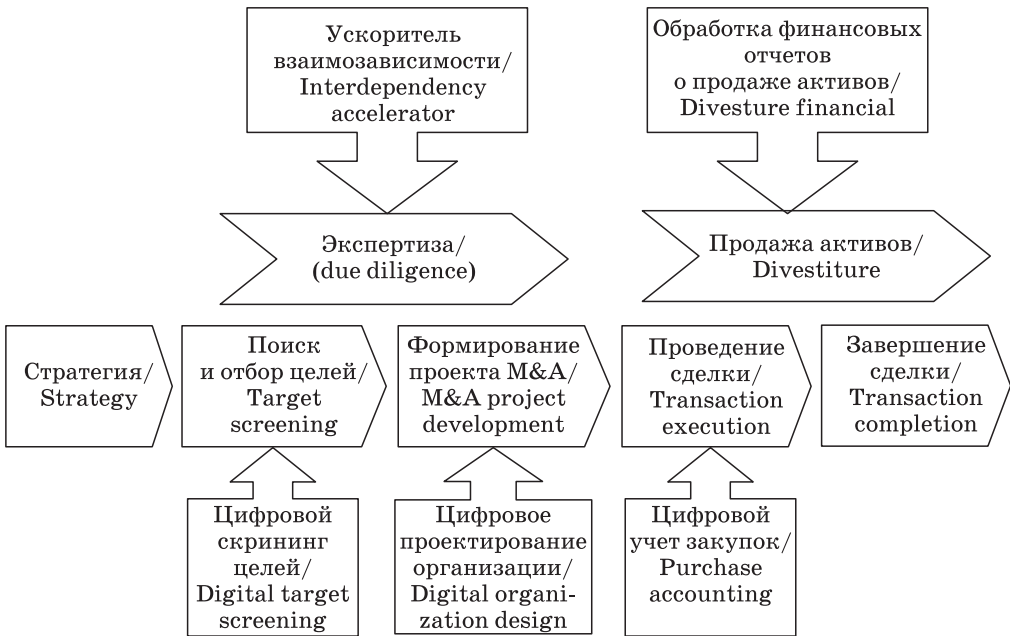 Ускоритель
взаимозависимости/
Interdependency
accelerator
Обработка финансовых
отчетов
о продаже активов/
Divesture financial
Экспертиза/
(due diligence)
Продажа активов/
Divestiture
Стратегия/
Strategy
Поиск
и отбор целей/
Target
screening
Формирование
проекта M&A/
M&A project
development
Проведение
сделки/
Transaction
execution
Завершение
сделки/
Transaction
completion
Цифровой
скрининг
целей/
Digital target
screening
Цифровое
проектирование
организации/
Digital organi-
zation design
Цифровой
учет закупок/
Purchase
accounting